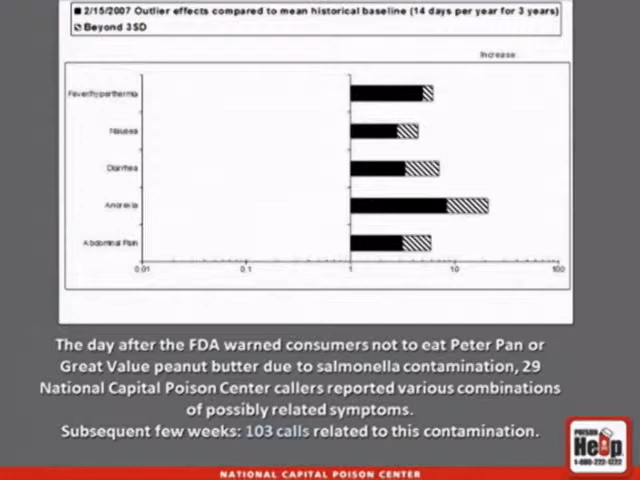 2/15/2007 Outlier effects compared to mean historical baseline (14 days per year for 3 years)
Beyond 3SD
Increase
Fever/hyperthermia
Nausea
Diarrhea
Anorexia
Abdominal Pain
0.01 0.1 1 10 100
The day after the FDA warned consumers not to eat Peter Pan or
Great Value peanut butter due to salmonella contamination, 29
National Capital Poison Center callers reported various combinations
of possibly related symptoms.
Subsequent few weeks: 103 calls related to this contamination.
POISON
Help
1-800-222-1222
NATIONAL CAPITAL POISON CENTER